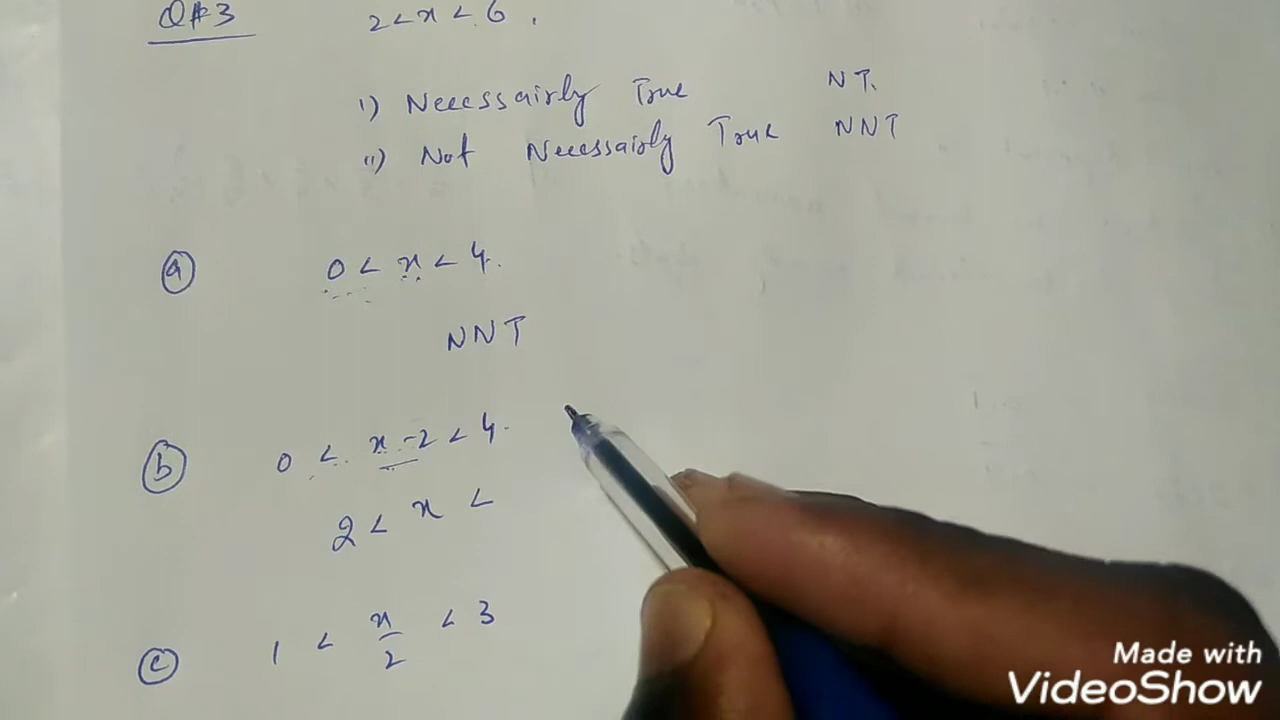 Q#3 2<x<6.
i) Necessairly True NT.
ii) Not Necessairly True NNT
a 0 < x < 4.
NNT
b 0 < x - 2 < 4.
2 < x <
c 1 < x/2 < 3
Made with
VideoShow